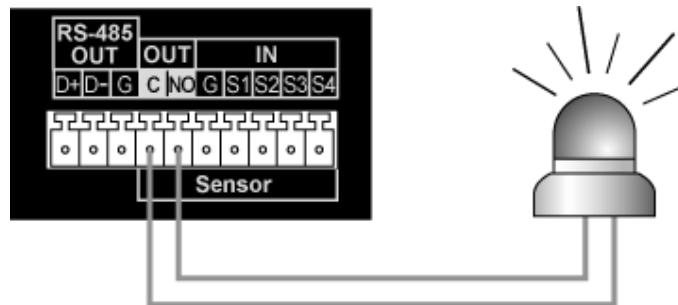 RS-485
OUT OUT IN
D+ D- G C NO G S1 S2 S3 S4
Sensor